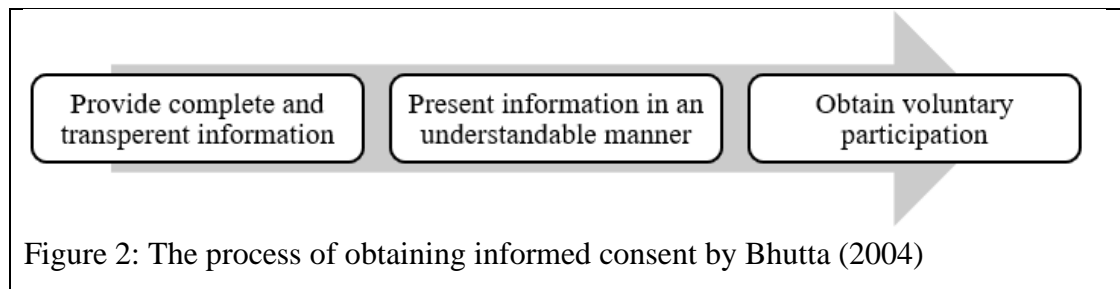 Provide complete and
transperent information
Present information in an
understandable manner
Obtain voluntary
participation
Figure 2: The process of obtaining informed consent by Bhutta (2004)